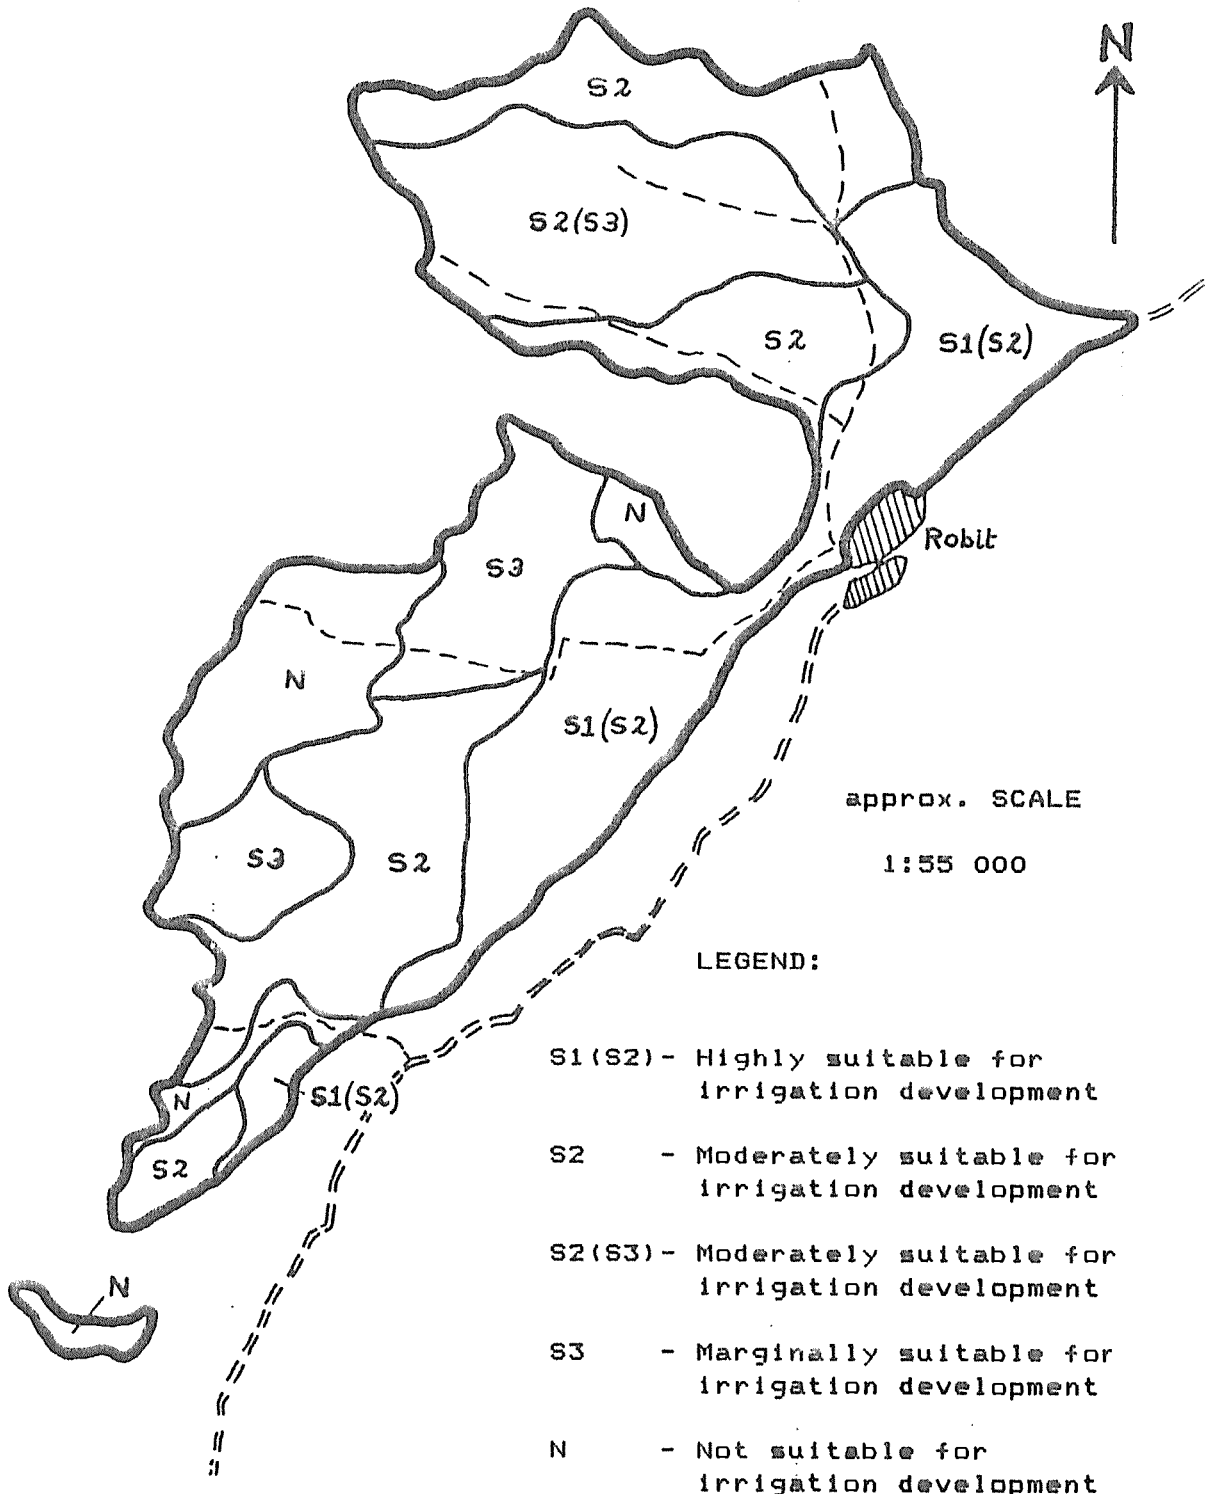 N
S2
S2(S3)
S2
S1(S2)
N
Robit
S3
N
S1(S2)
approx. SCALE
1:55 000
S3
S2
LEGEND:
S1(S2)- Highly suitable for
irrigation development
N
S1(S2)
S2 - Moderately suitable for
irrigation development
S2
S2(S3)- Moderately suitable for
irrigation development
N
S3 - Marginally suitable for
irrigation development
N - Not suitable for
irrigation development